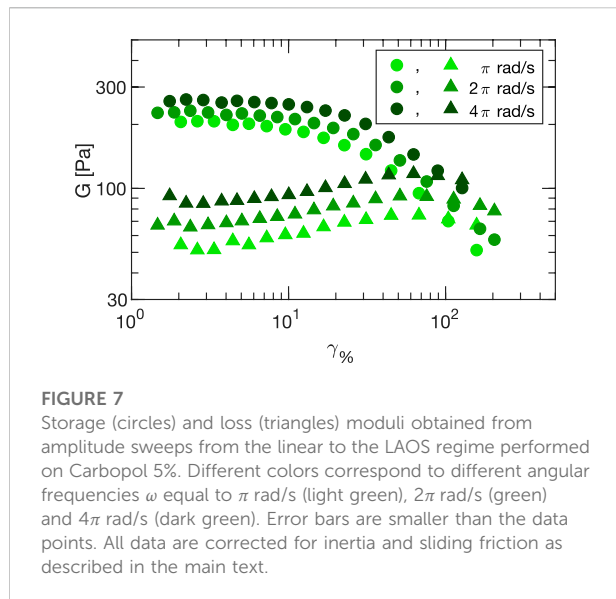 300
100
30
G [Pa]
● , ▲ π rad/s
● , ▲ 2π rad/s
● , ▲ 4π rad/s
10⁰ 10¹ 10²
γ%
FIGURE 7
Storage (circles) and loss (triangles) moduli obtained from
amplitude sweeps from the linear to the LAOS regime performed
on Carbopol 5%. Different colors correspond to different angular
frequencies ω equal to π rad/s (light green), 2π rad/s (green)
and 4π rad/s (dark green). Error bars are smaller than the data
points. All data are corrected for inertia and sliding friction as
described in the main text.